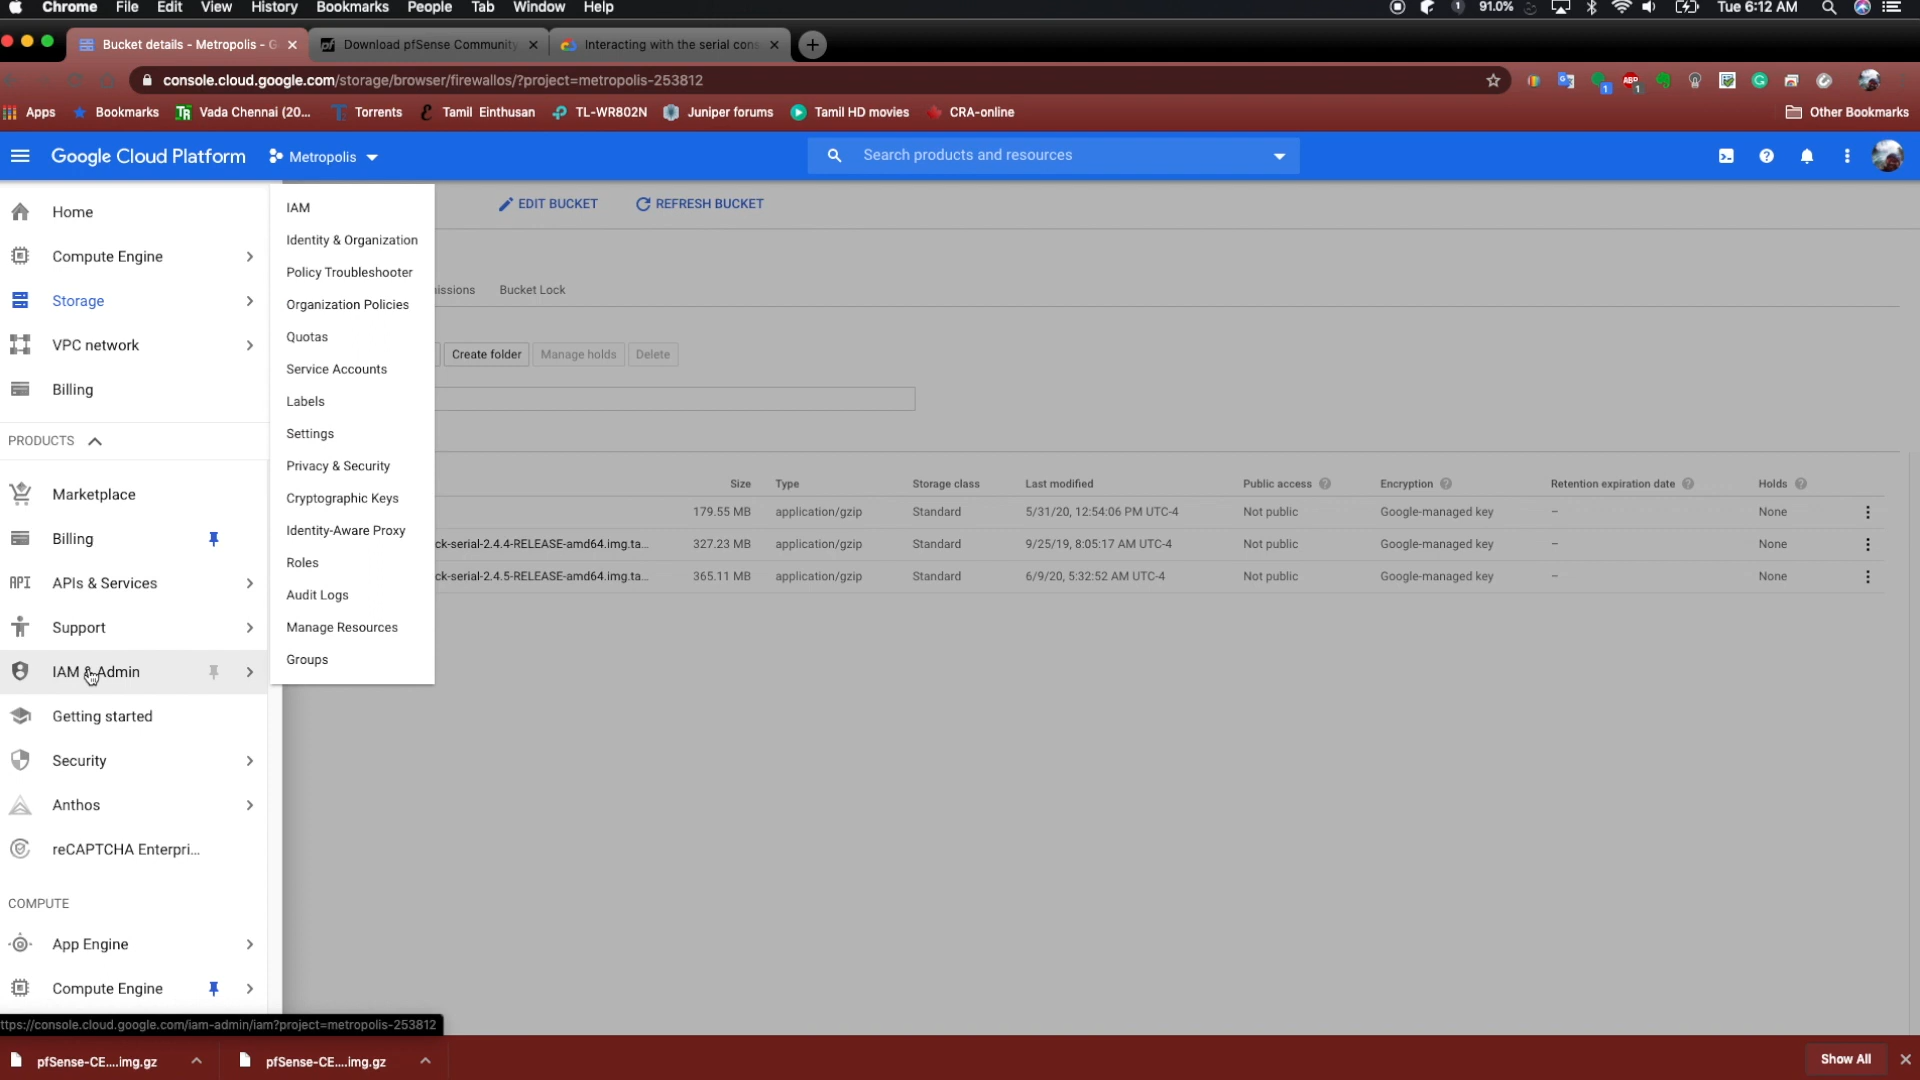 Chrome File Edit View History Bookmarks People Tab Window Help 91.0% Tue 6:12 AM
Bucket details - Metropolis - G Download pfSense Community Interacting with the serial cons
console.cloud.google.com/storage/browser/firewallos/?project=metropolis-253812
Apps Bookmarks Vada Chennai (20... Torrents Tamil Einthusan TL-WR802N Juniper forums Tamil HD movies CRA-online Other Bookmarks
Google Cloud Platform Metropolis Search products and resources
Home
Compute Engine
Storage
VPC network
Billing
PRODUCTS
Marketplace
Billing
API APIs & Services
Support
IAM & Admin
Getting started
Security
Anthos
reCAPTCHA Enterpri...
COMPUTE
App Engine
Compute Engine
IAM
Identity & Organization
Policy Troubleshooter
Organization Policies
Quotas
Service Accounts
Labels
Settings
Privacy & Security
Cryptographic Keys
Identity-Aware Proxy
Roles
Audit Logs
Manage Resources
Groups
EDIT BUCKET REFRESH BUCKET
issions Bucket Lock
Create folder Manage holds Delete
Size Type Storage class Last modified Public access Encryption Retention expiration date Holds
179.55 MB application/gzip Standard 5/31/20, 12:54:06 PM UTC-4 Not public Google-managed key – None
ck-serial-2.4.4-RELEASE-amd64.img.ta... 327.23 MB application/gzip Standard 9/25/19, 8:05:17 AM UTC-4 Not public Google-managed key – None
ck-serial-2.4.5-RELEASE-amd64.img.ta... 365.11 MB application/gzip Standard 6/9/20, 5:32:52 AM UTC-4 Not public Google-managed key – None
ttps://console.cloud.google.com/iam-admin/iam?project=metropolis-253812
pfSense-CE....img.gz pfSense-CE....img.gz Show All